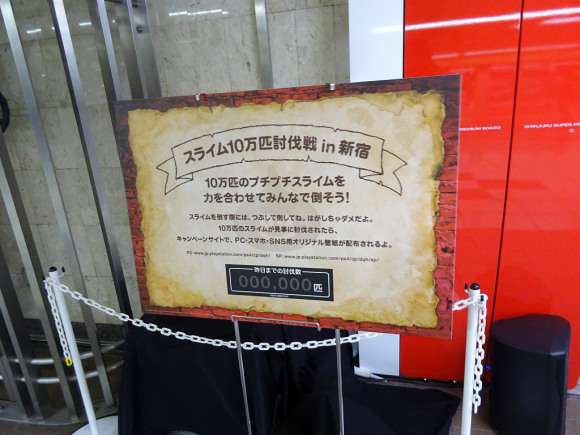 スライム10万匹討伐戦 in 新宿
10万匹のプチプチスライムを
力を合わせてみんなで倒そう!
スライムを倒す際には、つぶして倒してね。はがしちゃダメだよ。
10万匹のスライムが見事に討伐されたら、
キャンペーンサイトで、PC・スマホ・SNS用オリジナル壁紙が配布されるよ。
昨日までの討伐数
000,000匹